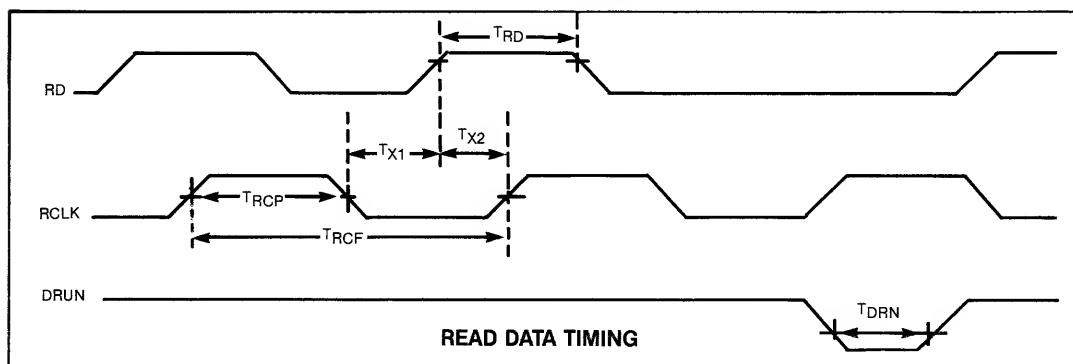 TRD
RD
TX1
TX2
TRCP
RCLK
TRCF
DRUN
TDRN
READ DATA TIMING